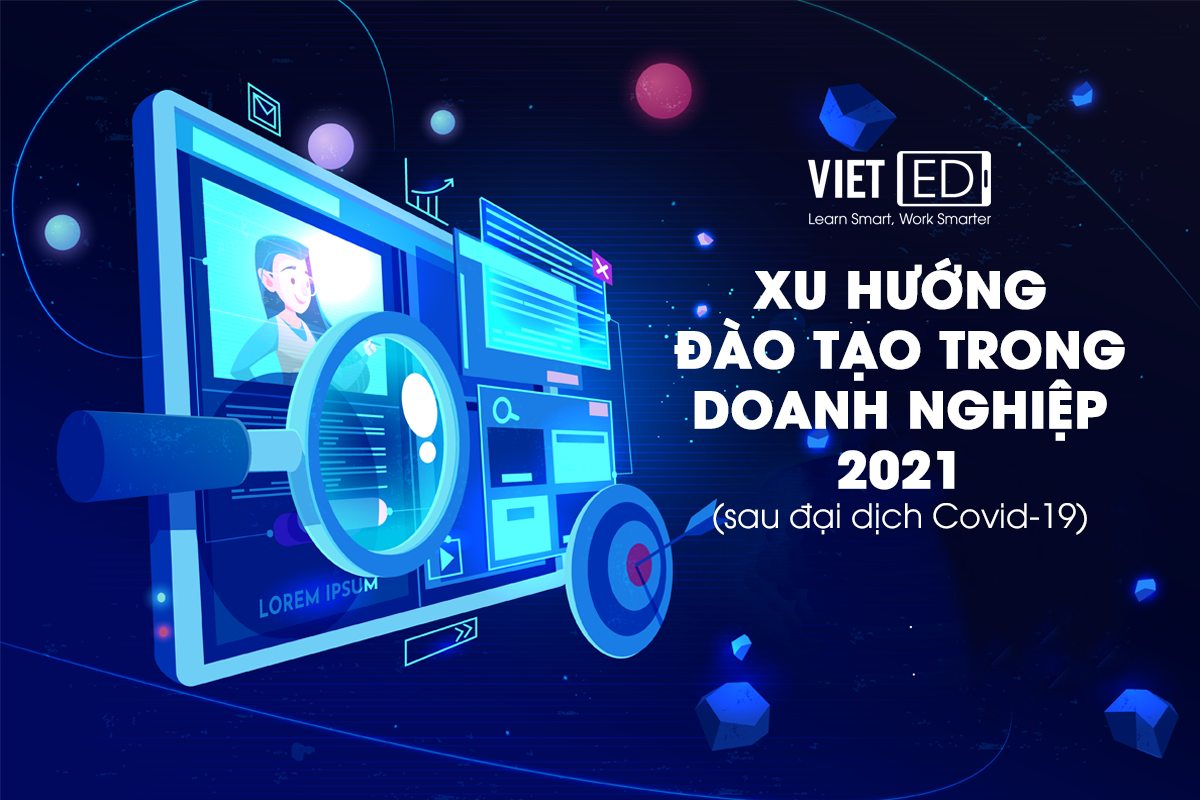 VIET ED
Learn Smart, Work Smarter
XU HƯỚNG
ĐÀO TẠO TRONG
DOANH NGHIỆP
2021
(sau đại dịch Covid-19)
LOREM IPSUM